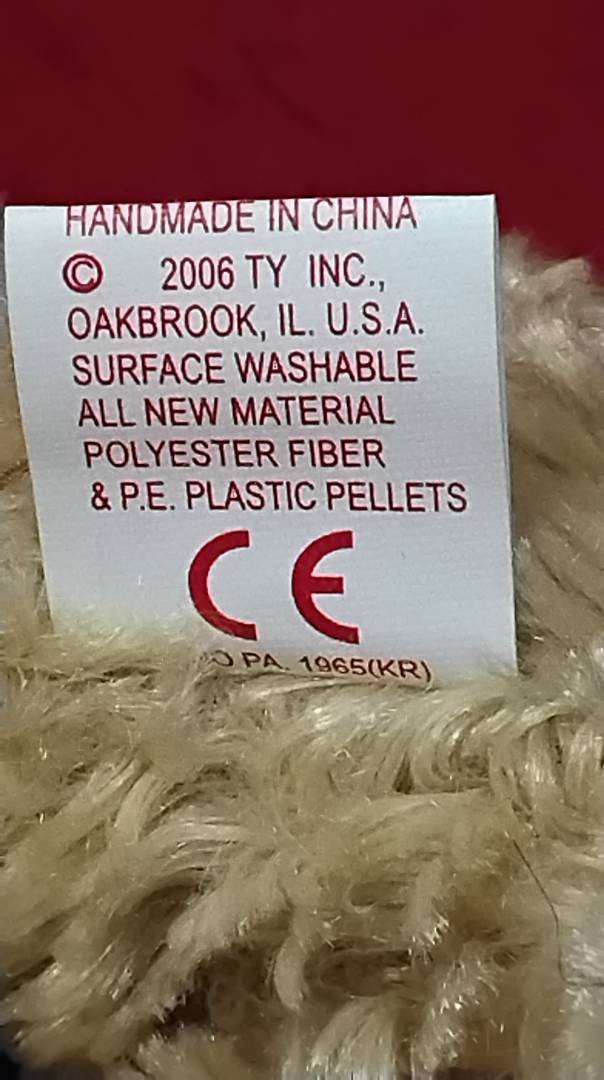 HANDMADE IN CHINA
© 2006 TY INC.,
OAKBROOK, IL. U.S.A.
SURFACE WASHABLE
ALL NEW MATERIAL
POLYESTER FIBER
& P.E. PLASTIC PELLETS
CE
PA. 1965(KR)